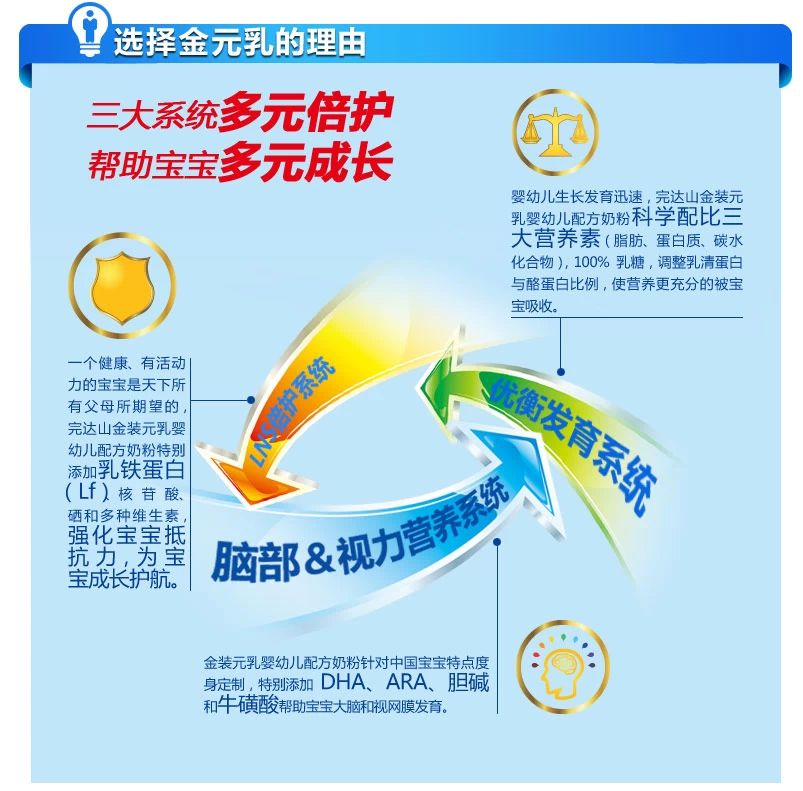 选择金元乳的理由
三大系统多元倍护
帮助宝宝多元成长
婴幼儿生长发育迅速，完达山金装元
乳婴幼儿配方奶粉科学配比三
大营养素（脂肪、蛋白质、碳水
化合物），100% 乳糖，调整乳清蛋白
与酪蛋白比例，使营养更充分的被宝
宝吸收。
一个健康、有活动
力的宝宝是天下所
有父母所期望的，
完达山金装元乳婴
幼儿配方奶粉特别
添加乳铁蛋白
（Lf）、核苷酸、
硒和多种维生素，
强化宝宝抵
抗力，为宝
宝成长护航。
LNS倍护系统
优衡发育系统
脑部＆视力营养系统
金装元乳婴幼儿配方奶粉针对中国宝宝特点度
身定制，特别添加 DHA、ARA、胆碱
和牛磺酸帮助宝宝大脑和视网膜发育。